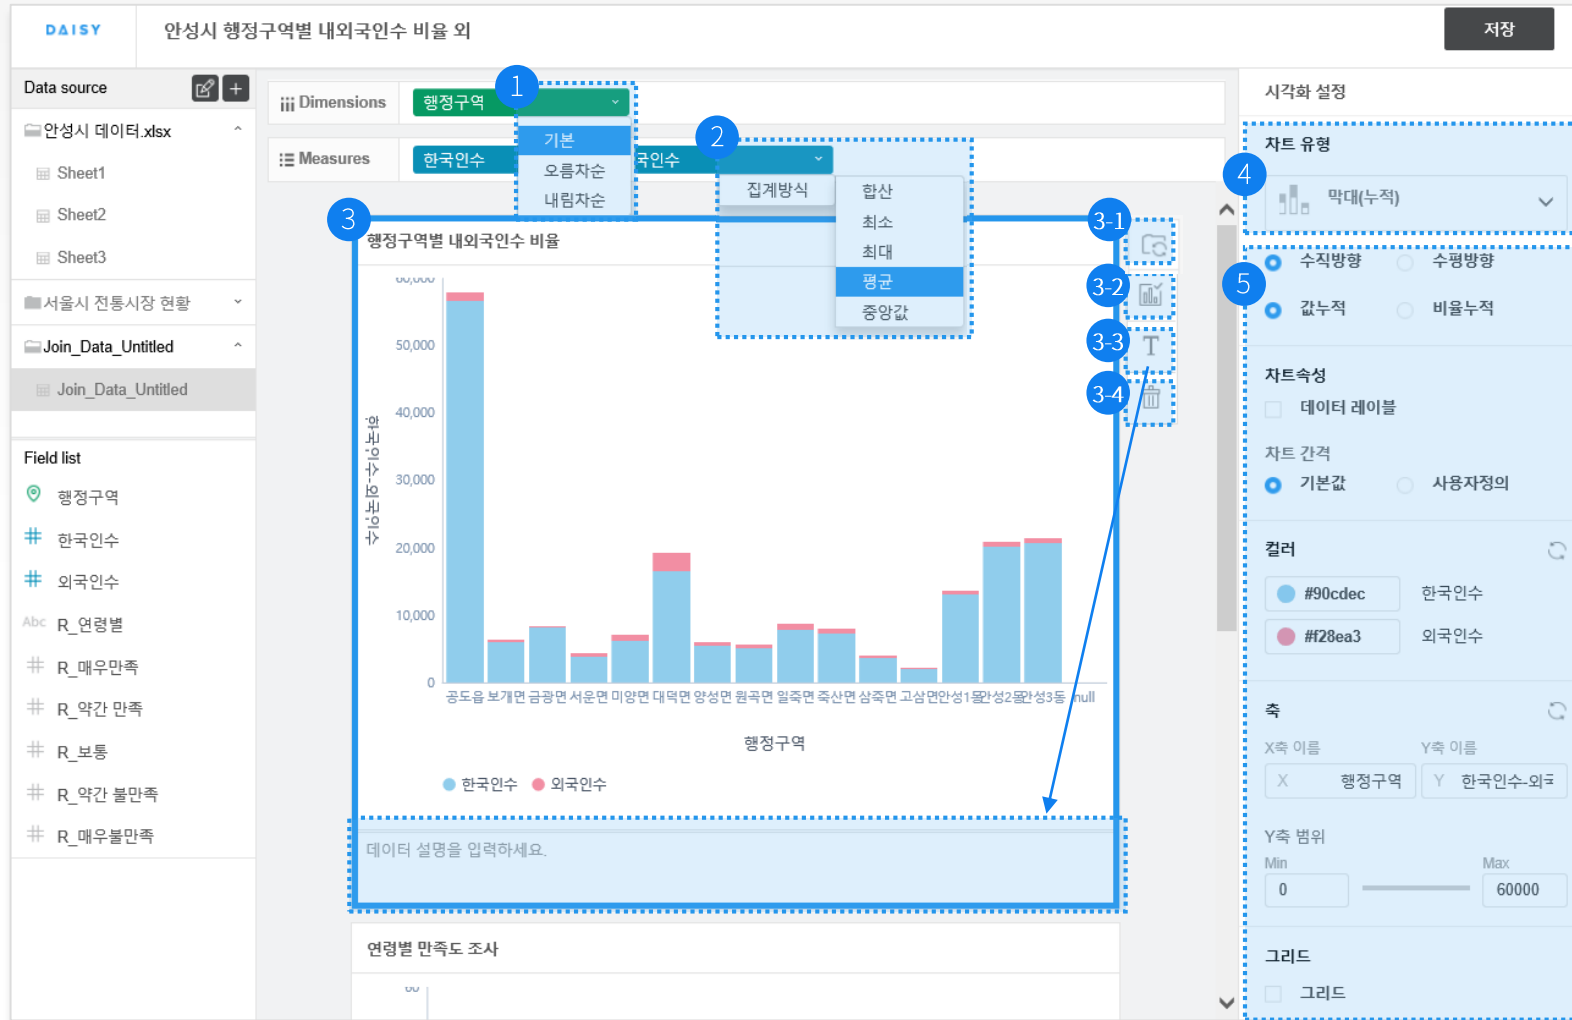 DAISY
안성시 행정구역별 내외국인수 비율 외
저장
Data source
안성시 데이터.xlsx
Sheet1
Sheet2
Sheet3
서울시 전통시장 현황
Join_Data_Untitled
Join_Data_Untitled
Field list
행정구역
한국인수
외국인수
Abc R_연령별
R_매우만족
R_약간 만족
R_보통
R_약간 불만족
R_매우불만족
Dimensions
행정구역
1
기본
오름차순
내림차순
Measures
한국인수
국인수
2
집계방식
합산
최소
최대
평균
중앙값
3
행정구역별 내외국인수 비율
3-1
3-2
3-3
T
3-4
60,000
50,000
40,000
30,000
20,000
10,000
0
한국인수-외국인수
공도읍 보개면 금광면 서운면 미양면 대덕면 양성면 원곡면 일죽면 죽산면 삼죽면 고삼면 안성1동 안성2동 안성3동 null
행정구역
한국인수 외국인수
데이터 설명을 입력하세요.
연령별 만족도 조사
60
시각화 설정
4
차트 유형
막대(누적)
5
수직방향 수평방향
값누적 비율누적
차트속성
데이터 레이블
차트 간격
기본값 사용자정의
컬러
#90cdec 한국인수
#f28ea3 외국인수
축
X축 이름 Y축 이름
X 행정구역 Y 한국인수-외국
Y축 범위
Min Max
0 60000
그리드
그리드